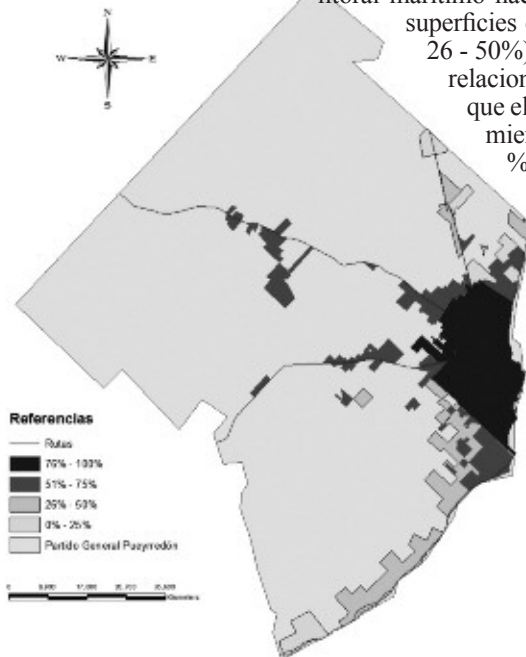 litoral marítimo hac
superficies
26 - 50%)
relacion
que el
mien
%
N
W E
S
Referencias
Rutas
76% - 100%
51% - 75%
26% - 50%
0% - 25%
Partido General Pueyrredón
0